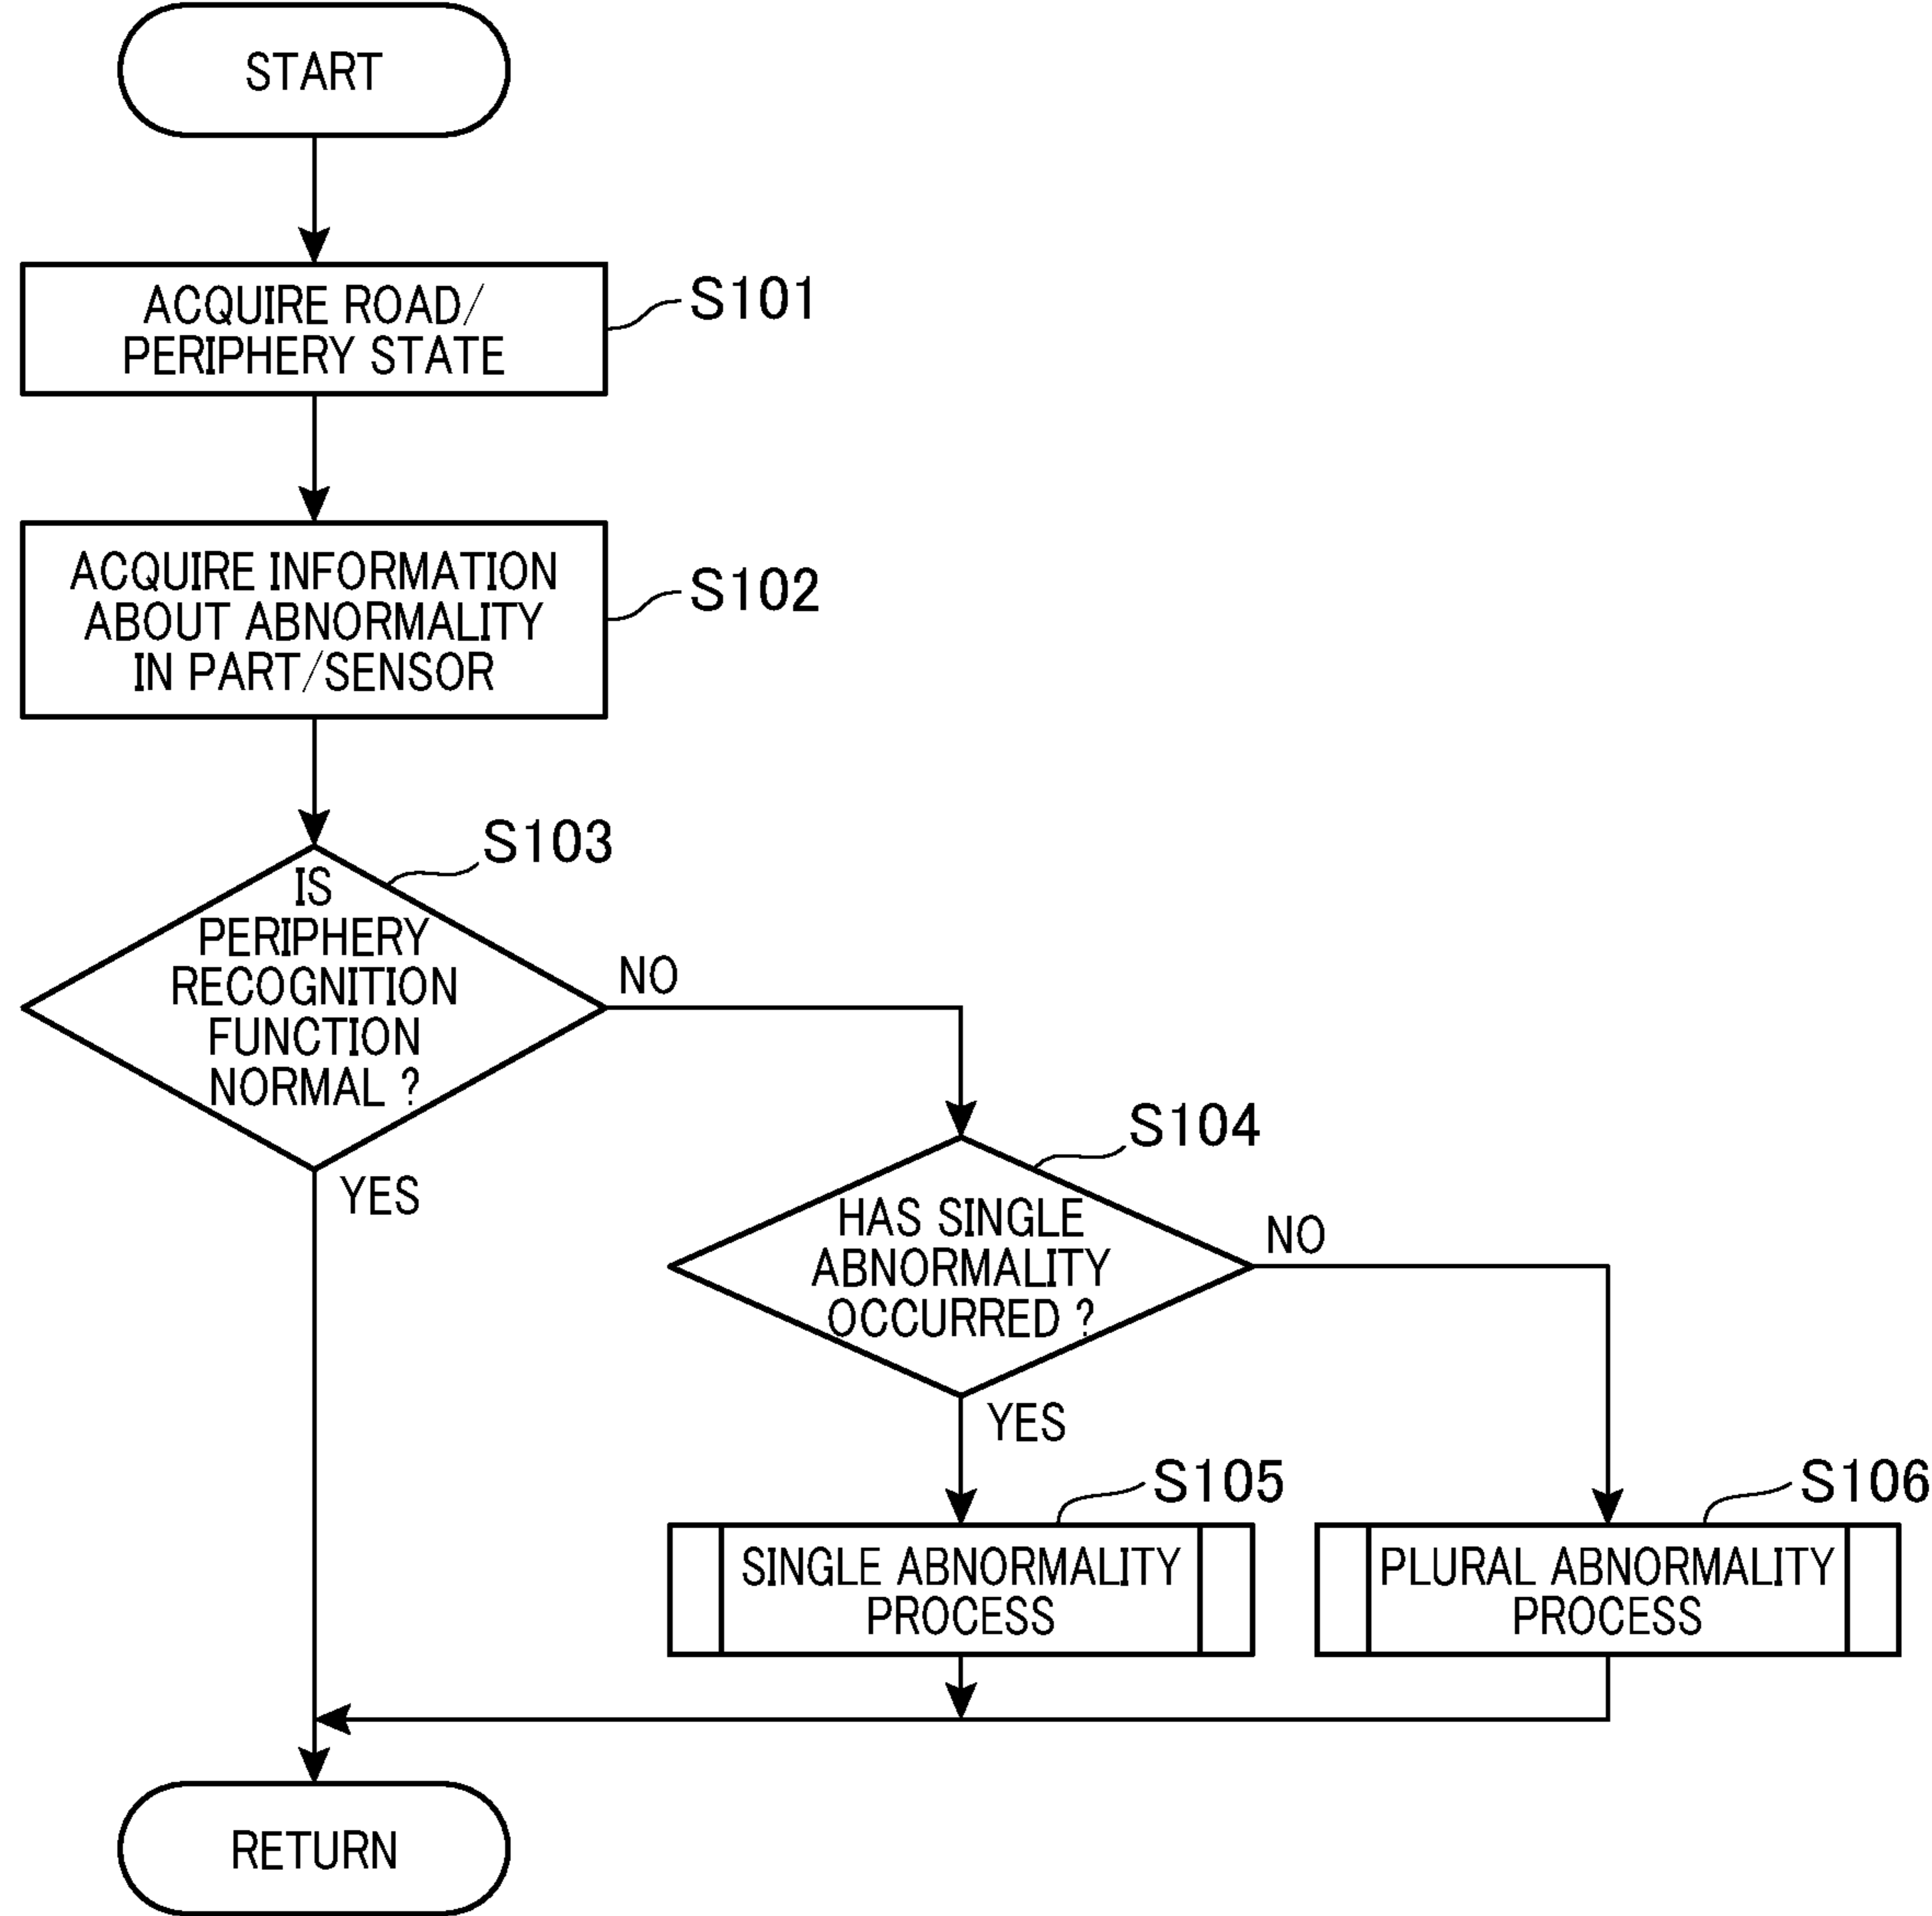 START
ACQUIRE ROAD/
PERIPHERY STATE
S101
ACQUIRE INFORMATION
ABOUT ABNORMALITY
IN PART/SENSOR
S102
S103
IS
PERIPHERY
RECOGNITION
FUNCTION
NORMAL ?
NO
YES
S104
HAS SINGLE
ABNORMALITY
OCCURRED ?
NO
YES
S105
SINGLE ABNORMALITY
PROCESS
S106
PLURAL ABNORMALITY
PROCESS
RETURN